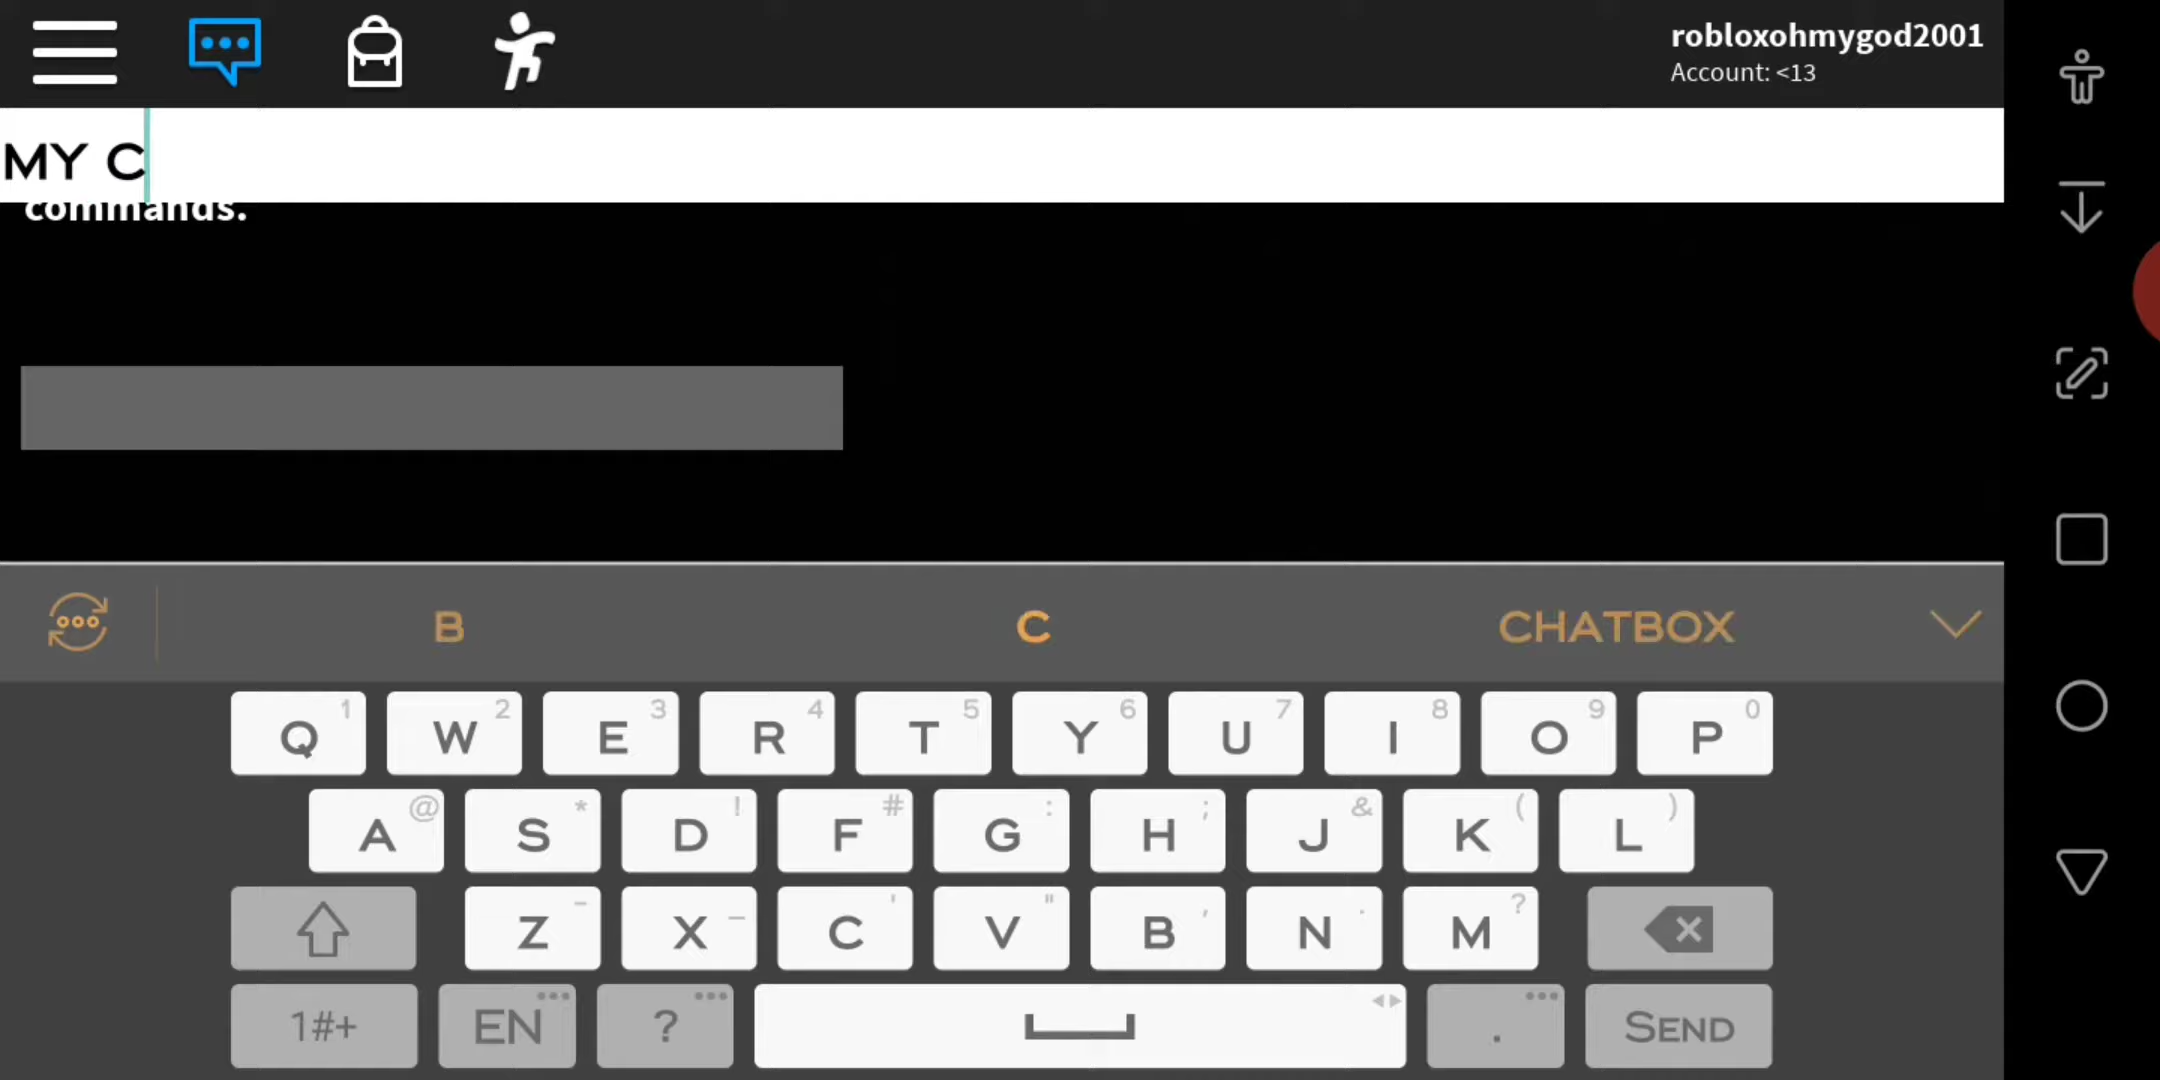 robloxohmygod2001
Account: <13
MY C
commands.
B C CHATBOX
Q 1 W 2 E 3 R 4 T 5 Y 6 U 7 I 8 O 9 P 0
A @ S * D ! F # G : H ; J & K ( L )
Z - X _ C ' V " B , N . M ?
1#+ EN ? . SEND